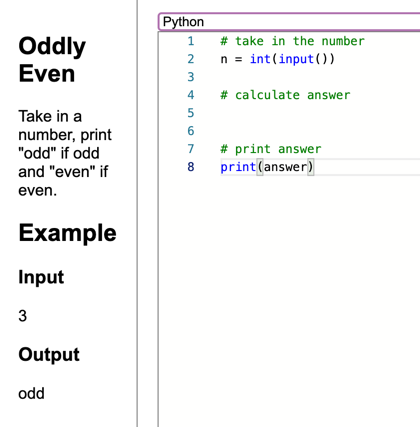 Oddly
Even
Take in a
number, print
"odd" if odd
and "even" if
even.
Example
Input
3
Output
odd
Python
1 # take in the number
2 n = int(input())
3
4 # calculate answer
5
6
7 # print answer
8 print(answer)